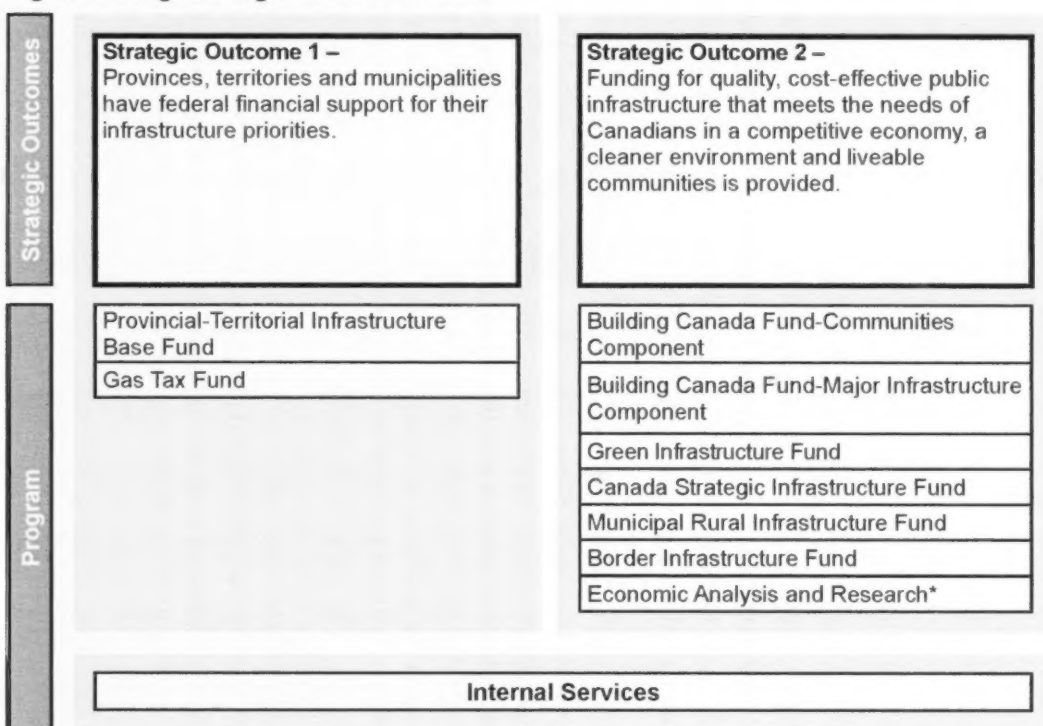 Strategic Outcomes
Strategic Outcome 1 –
Provinces, territories and municipalities
have federal financial support for their
infrastructure priorities.
Strategic Outcome 2 –
Funding for quality, cost-effective public
infrastructure that meets the needs of
Canadians in a competitive economy, a
cleaner environment and liveable
communities is provided.
Program
Provincial-Territorial Infrastructure
Base Fund
Gas Tax Fund
Building Canada Fund-Communities
Component
Building Canada Fund-Major Infrastructure
Component
Green Infrastructure Fund
Canada Strategic Infrastructure Fund
Municipal Rural Infrastructure Fund
Border Infrastructure Fund
Economic Analysis and Research*
Internal Services